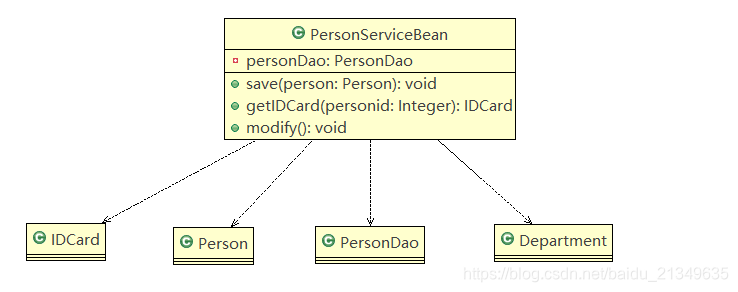 PersonServiceBean
personDao: PersonDao
save(person: Person): void
getIDCard(personid: Integer): IDCard
modify(): void
IDCard
Person
PersonDao
Department
https://blog.csdn.net/baidu_21349635